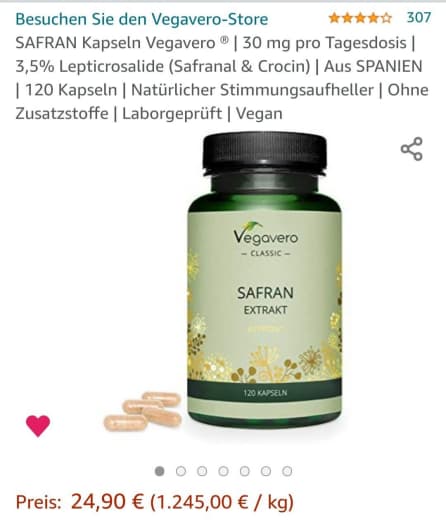 Besuchen Sie den Vegavero-Store 307
SAFRAN Kapseln Vegavero ® | 30 mg pro Tagesdosis |
3,5% Lepticrosalide (Safranal & Crocin) | Aus SPANIEN
| 120 Kapseln | Natürlicher Stimmungsaufheller | Ohne
Zusatzstoffe | Laborgeprüft | Vegan
Vegavero
— CLASSIC —
SAFRAN
EXTRAKT
120 KAPSELN
Preis: 24,90 € (1.245,00 € / kg)